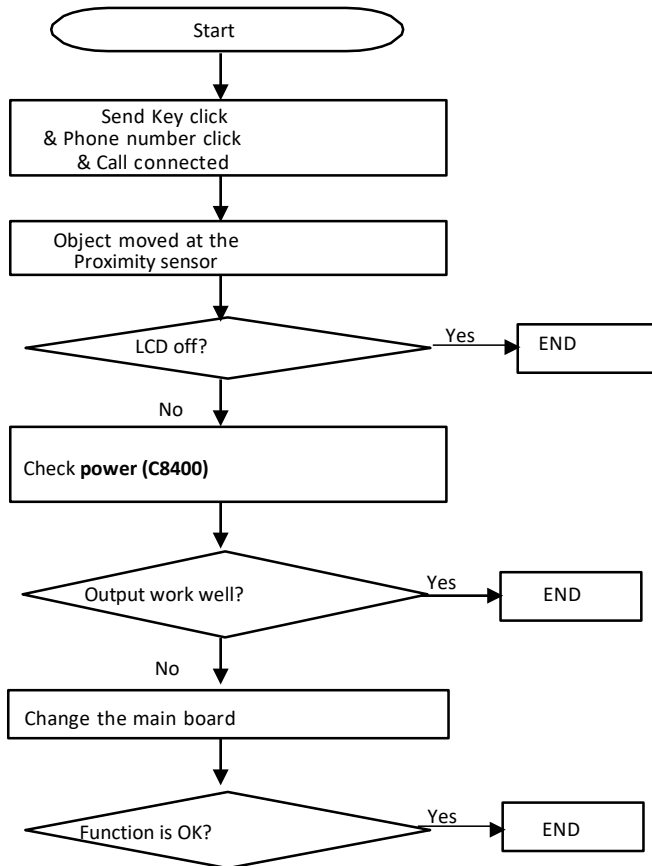 Start
Send Key click
& Phone number click
& Call connected
Object moved at the
Proximity sensor
LCD off?
Yes
END
No
Check power (C8400)
Output work well?
Yes
END
No
Change the main board
Function is OK?
Yes
END